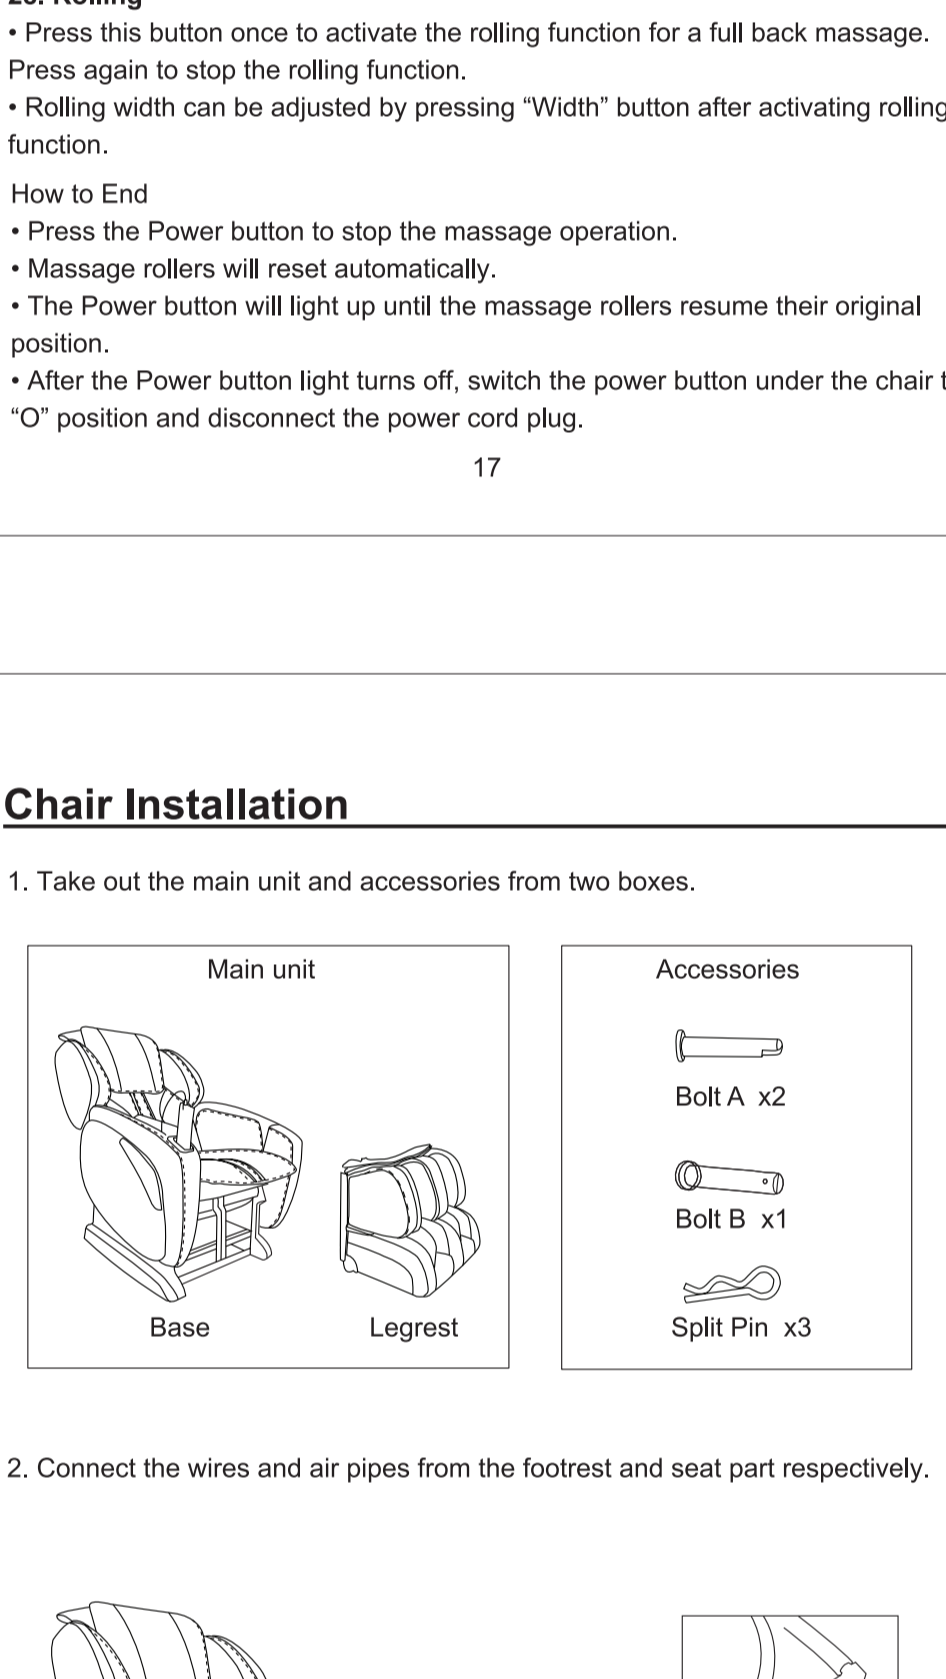 20. Rolling
• Press this button once to activate the rolling function for a full back massage.
Press again to stop the rolling function.
• Rolling width can be adjusted by pressing “Width” button after activating rolling
function.
How to End
• Press the Power button to stop the massage operation.
• Massage rollers will reset automatically.
• The Power button will light up until the massage rollers resume their original
position.
• After the Power button light turns off, switch the power button under the chair t
“O” position and disconnect the power cord plug.
17
Chair Installation
1. Take out the main unit and accessories from two boxes.
Main unit
Accessories
Bolt A x2
Bolt B x1
Split Pin x3
Base
Legrest
2. Connect the wires and air pipes from the footrest and seat part respectively.